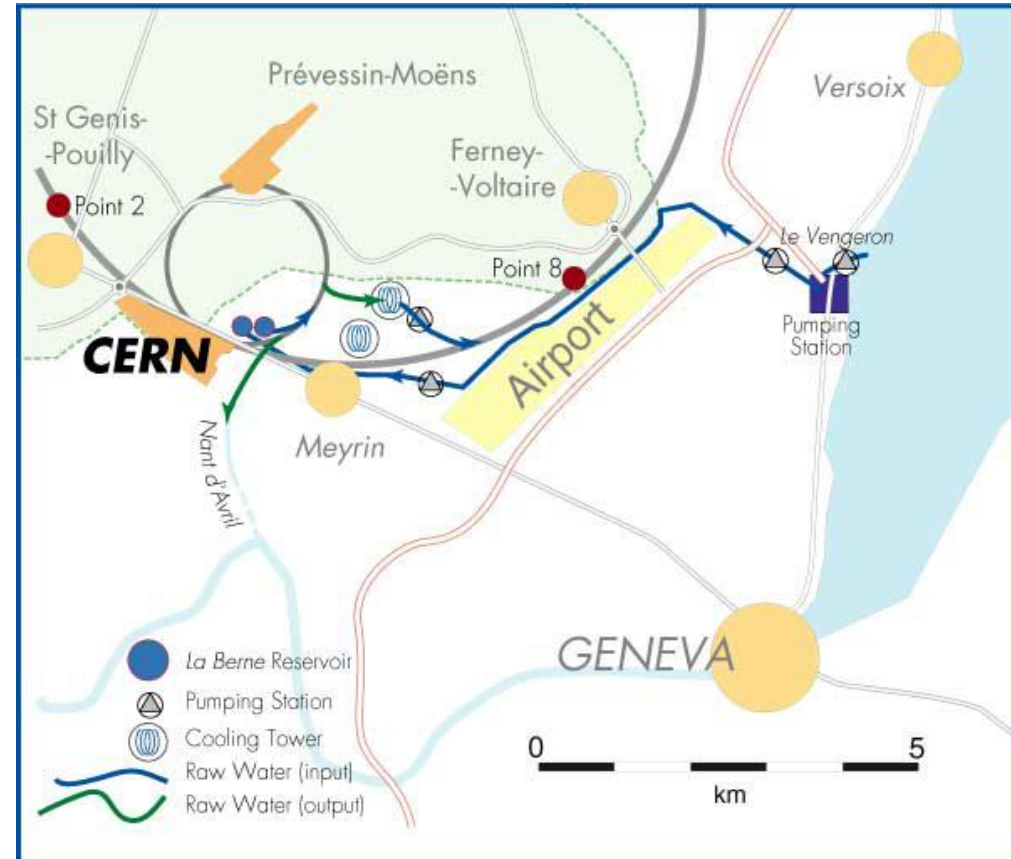 Prévessin-Moëns
Versoix
St Genis-
-Pouilly
Ferney-
-Voltaire
Point 2
Le Vengeron
Point 8
Pumping
Station
CERN
Airport
Meyrin
Nant d'Avril
GENEVA
La Berne Reservoir
Pumping Station
Cooling Tower
Raw Water (input)
Raw Water (output)
0 5
km